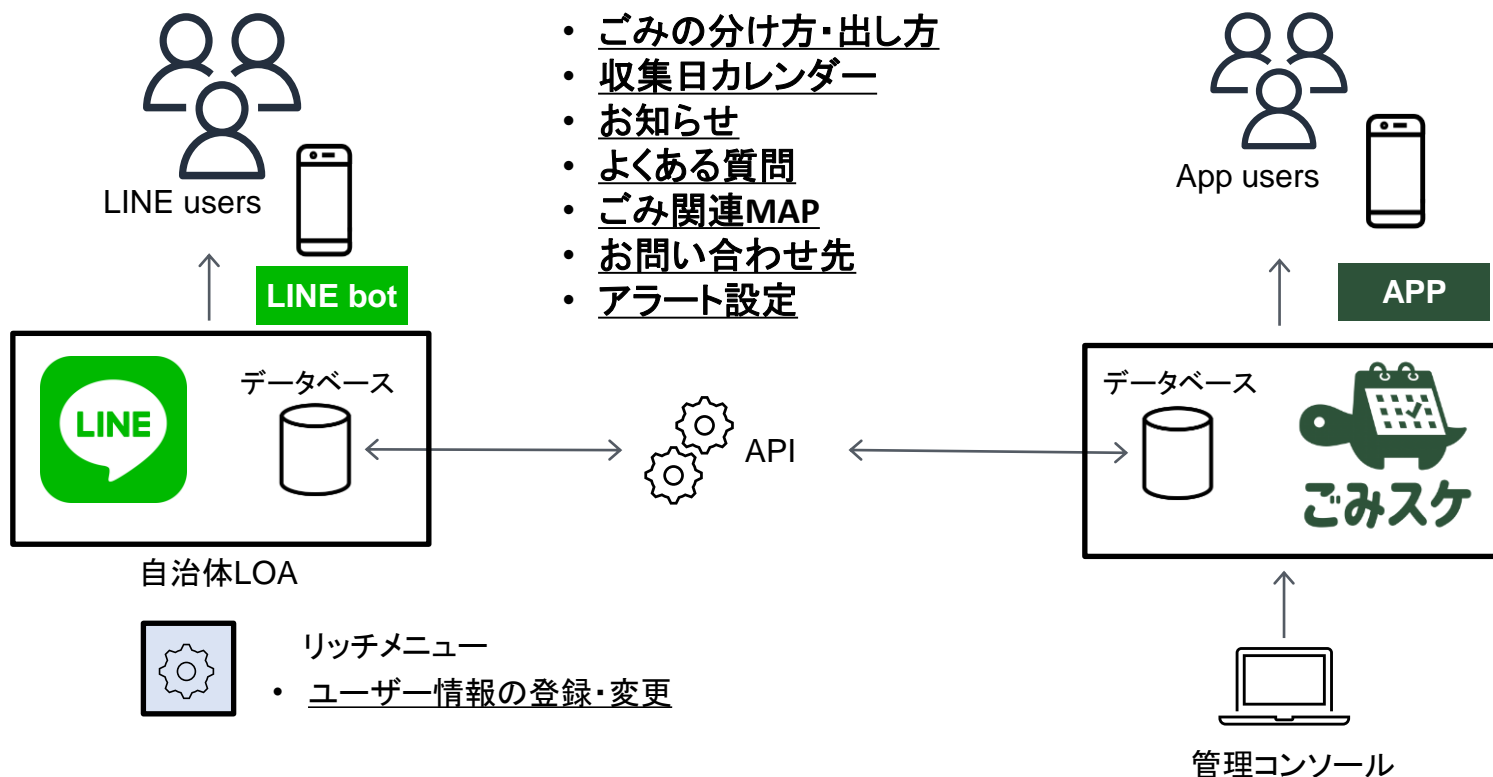 • ごみの分け方・出し方
• 収集日カレンダー
• お知らせ
• よくある質問
• ごみ関連MAP
• お問い合わせ先
• アラート設定
LINE users
LINE bot
App users
APP
LINE
データベース
API
データベース
ごみスケ
自治体LOA
リッチメニュー
• ユーザー情報の登録・変更
管理コンソール